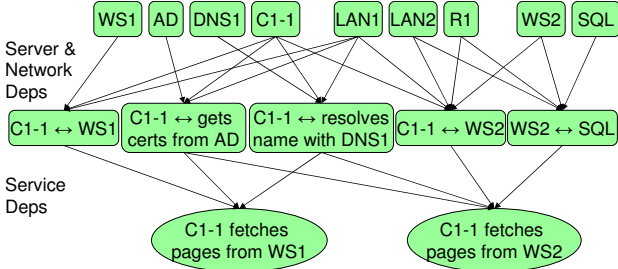 WS1 AD DNS1 C1-1 LAN1 LAN2 R1 WS2 SQL
Server &
Network
Deps
C1-1 ↔ WS1
C1-1 ↔ gets
certs from AD
C1-1 ↔ resolves
name with DNS1
C1-1 ↔ WS2
WS2 ↔ SQL
Service
Deps
C1-1 fetches
pages from WS1
C1-1 fetches
pages from WS2